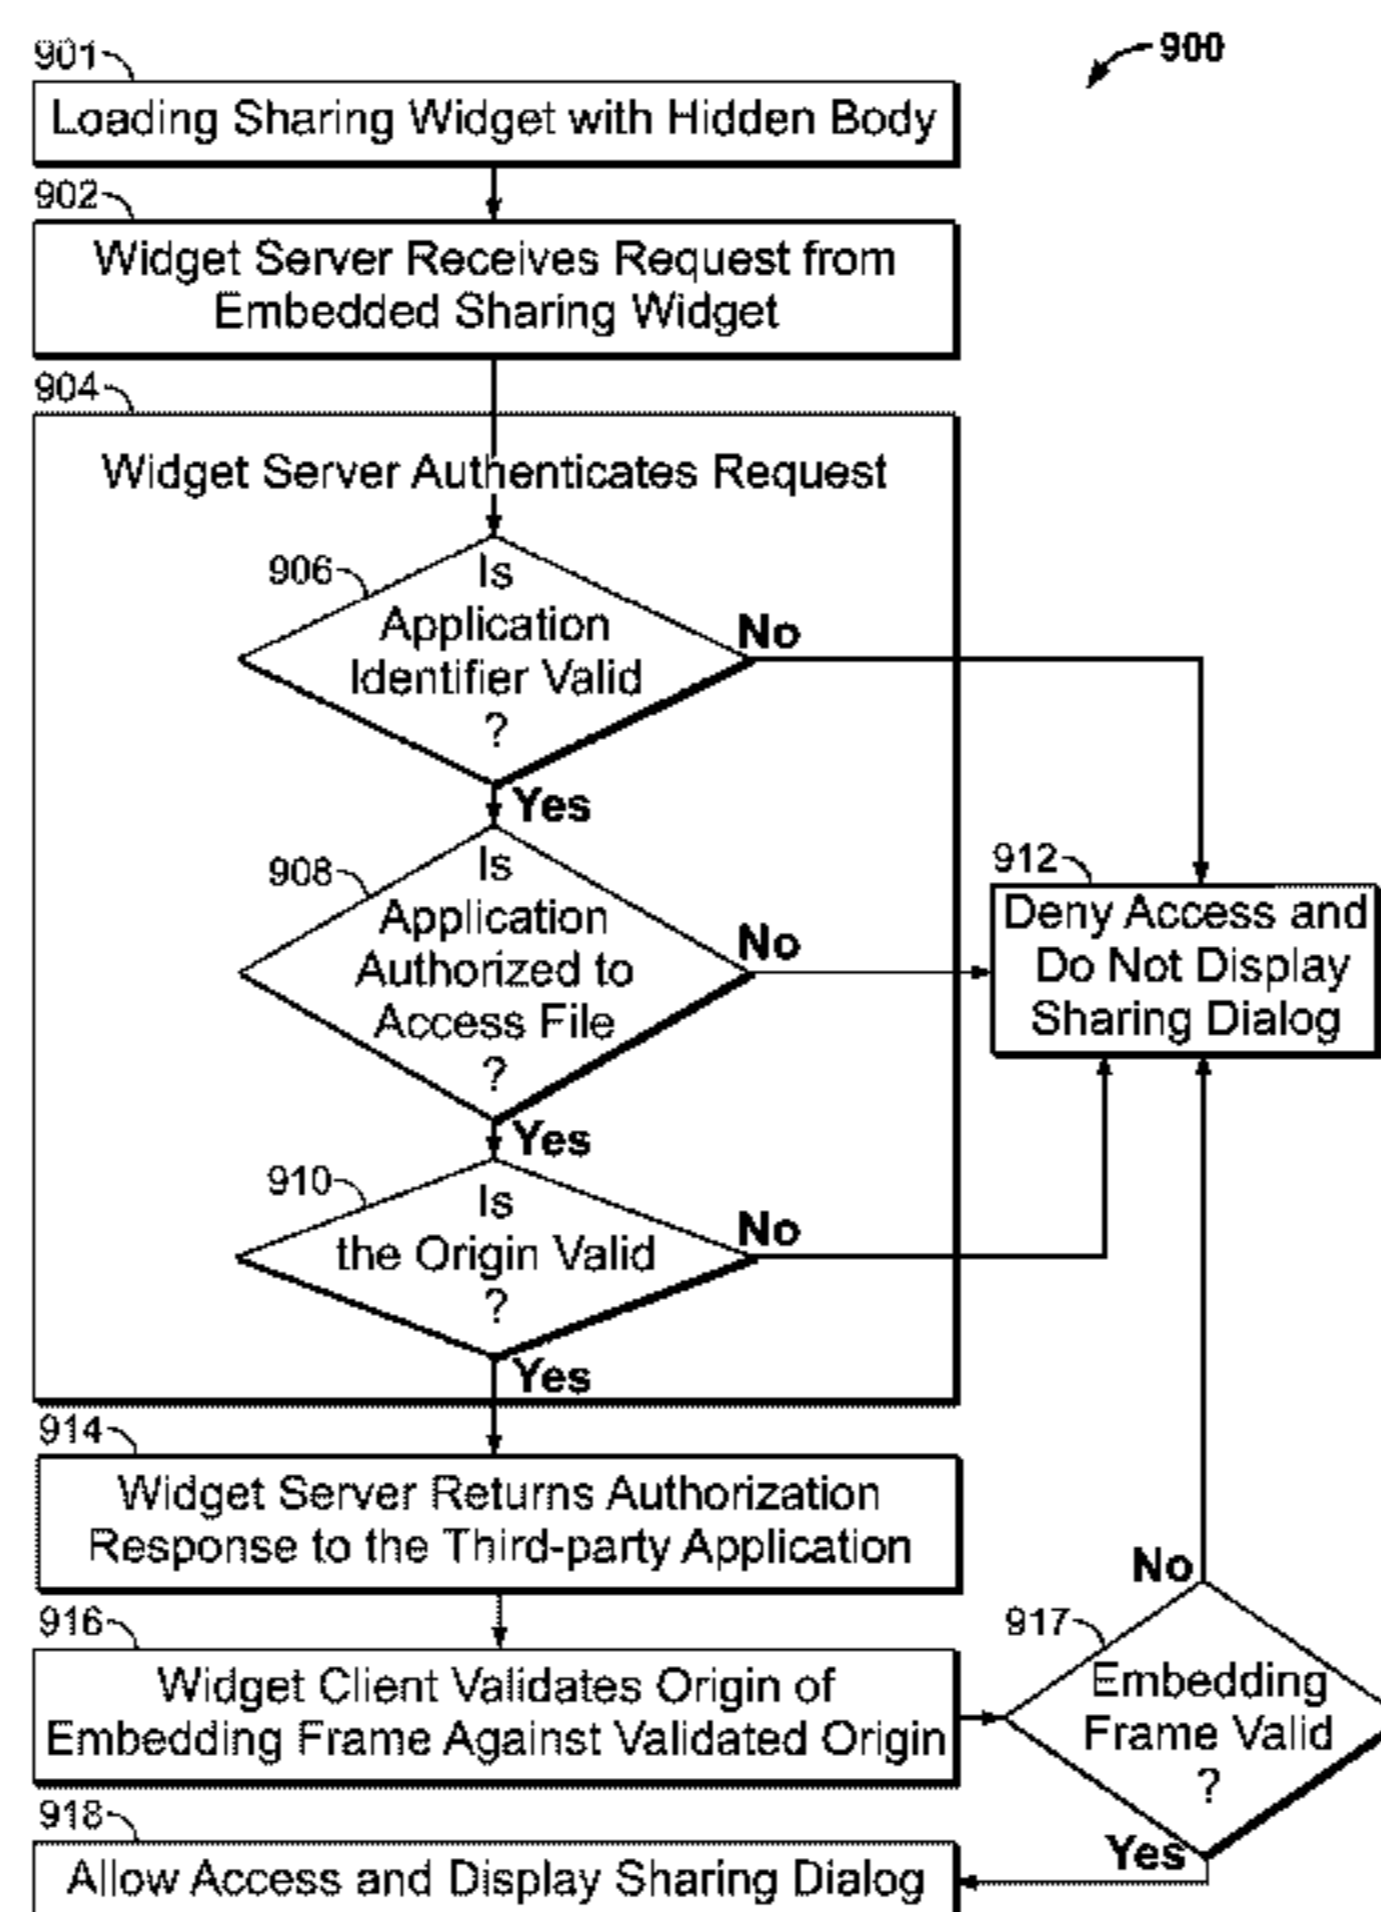 900
901
Loading Sharing Widget with Hidden Body
902
Widget Server Receives Request from
Embedded Sharing Widget
904
Widget Server Authenticates Request
906
Is
Application
Identifier Valid
?
No
Yes
908
Is
Application
Authorized to
Access File
?
No
Yes
912
Deny Access and
Do Not Display
Sharing Dialog
910
Is
the Origin Valid
?
No
Yes
914
Widget Server Returns Authorization
Response to the Third-party Application
916
Widget Client Validates Origin of
Embedding Frame Against Validated Origin
917
No
Embedding
Frame Valid
?
Yes
918
Allow Access and Display Sharing Dialog